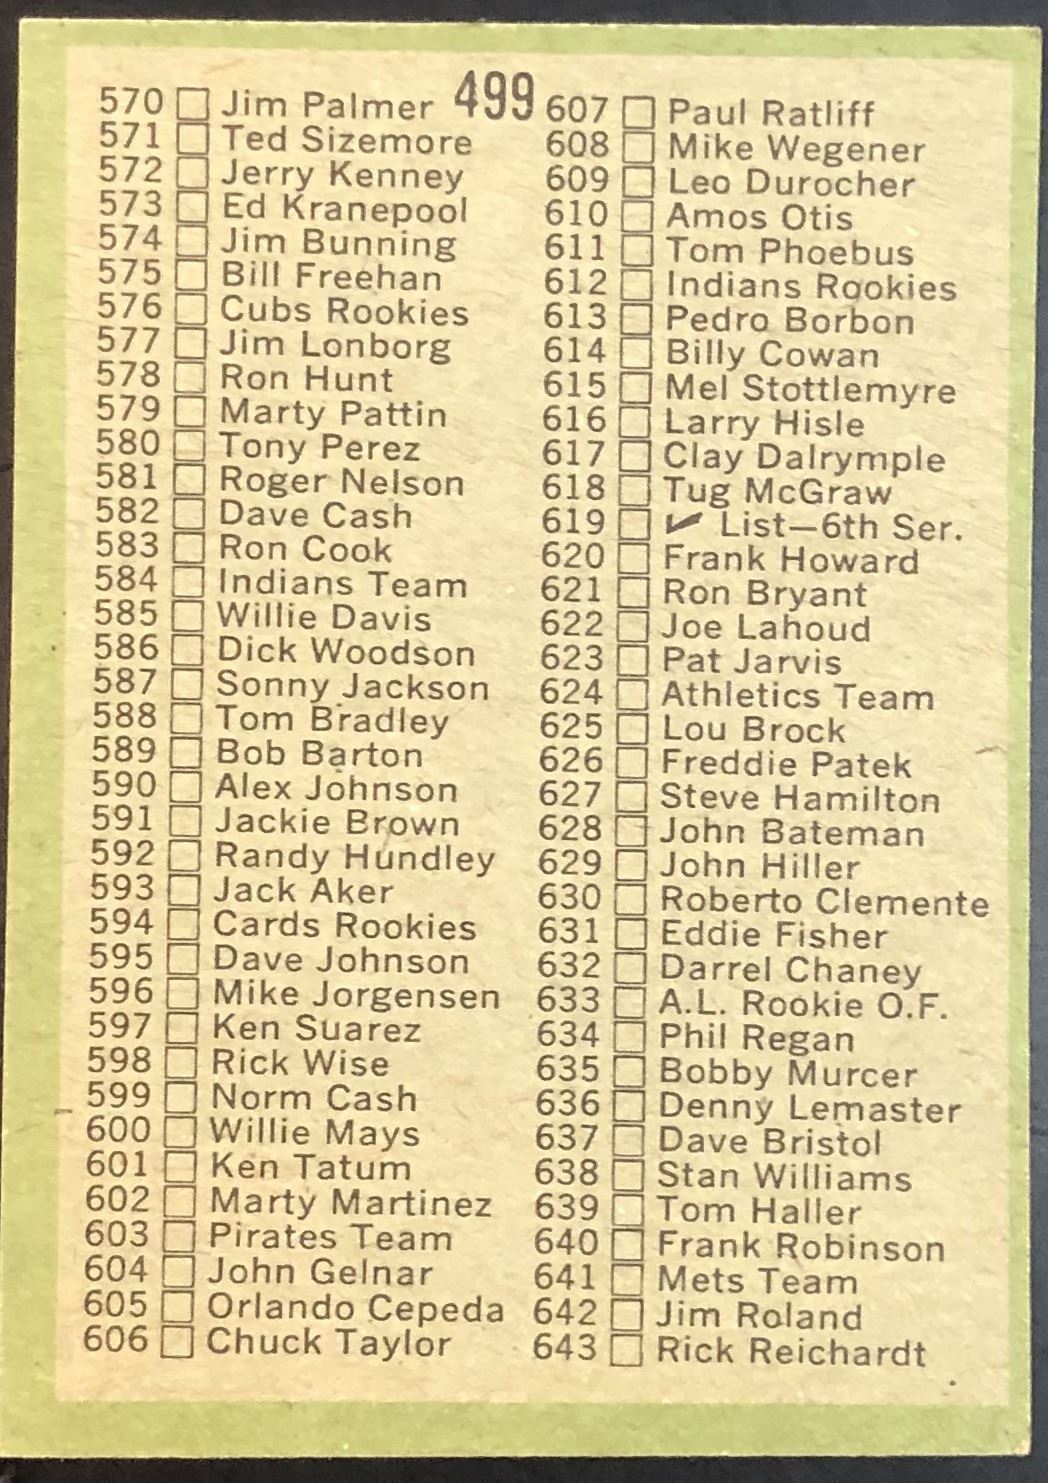 499
570 Jim Palmer
571 Ted Sizemore
572 Jerry Kenney
573 Ed Kranepool
574 Jim Bunning
575 Bill Freehan
576 Cubs Rookies
577 Jim Lonborg
578 Ron Hunt
579 Marty Pattin
580 Tony Perez
581 Roger Nelson
582 Dave Cash
583 Ron Cook
584 Indians Team
585 Willie Davis
586 Dick Woodson
587 Sonny Jackson
588 Tom Bradley
589 Bob Barton
590 Alex Johnson
591 Jackie Brown
592 Randy Hundley
593 Jack Aker
594 Cards Rookies
595 Dave Johnson
596 Mike Jorgensen
597 Ken Suarez
598 Rick Wise
599 Norm Cash
600 Willie Mays
601 Ken Tatum
602 Marty Martinez
603 Pirates Team
604 John Gelnar
605 Orlando Cepeda
606 Chuck Taylor
607 Paul Ratliff
608 Mike Wegener
609 Leo Durocher
610 Amos Otis
611 Tom Phoebus
612 Indians Rookies
613 Pedro Borbon
614 Billy Cowan
615 Mel Stottlemyre
616 Larry Hisle
617 Clay Dalrymple
618 Tug McGraw
619 ✔ List—6th Ser.
620 Frank Howard
621 Ron Bryant
622 Joe Lahoud
623 Pat Jarvis
624 Athletics Team
625 Lou Brock
626 Freddie Patek
627 Steve Hamilton
628 John Bateman
629 John Hiller
630 Roberto Clemente
631 Eddie Fisher
632 Darrel Chaney
633 A.L. Rookie O.F.
634 Phil Regan
635 Bobby Murcer
636 Denny Lemaster
637 Dave Bristol
638 Stan Williams
639 Tom Haller
640 Frank Robinson
641 Mets Team
642 Jim Roland
643 Rick Reichardt